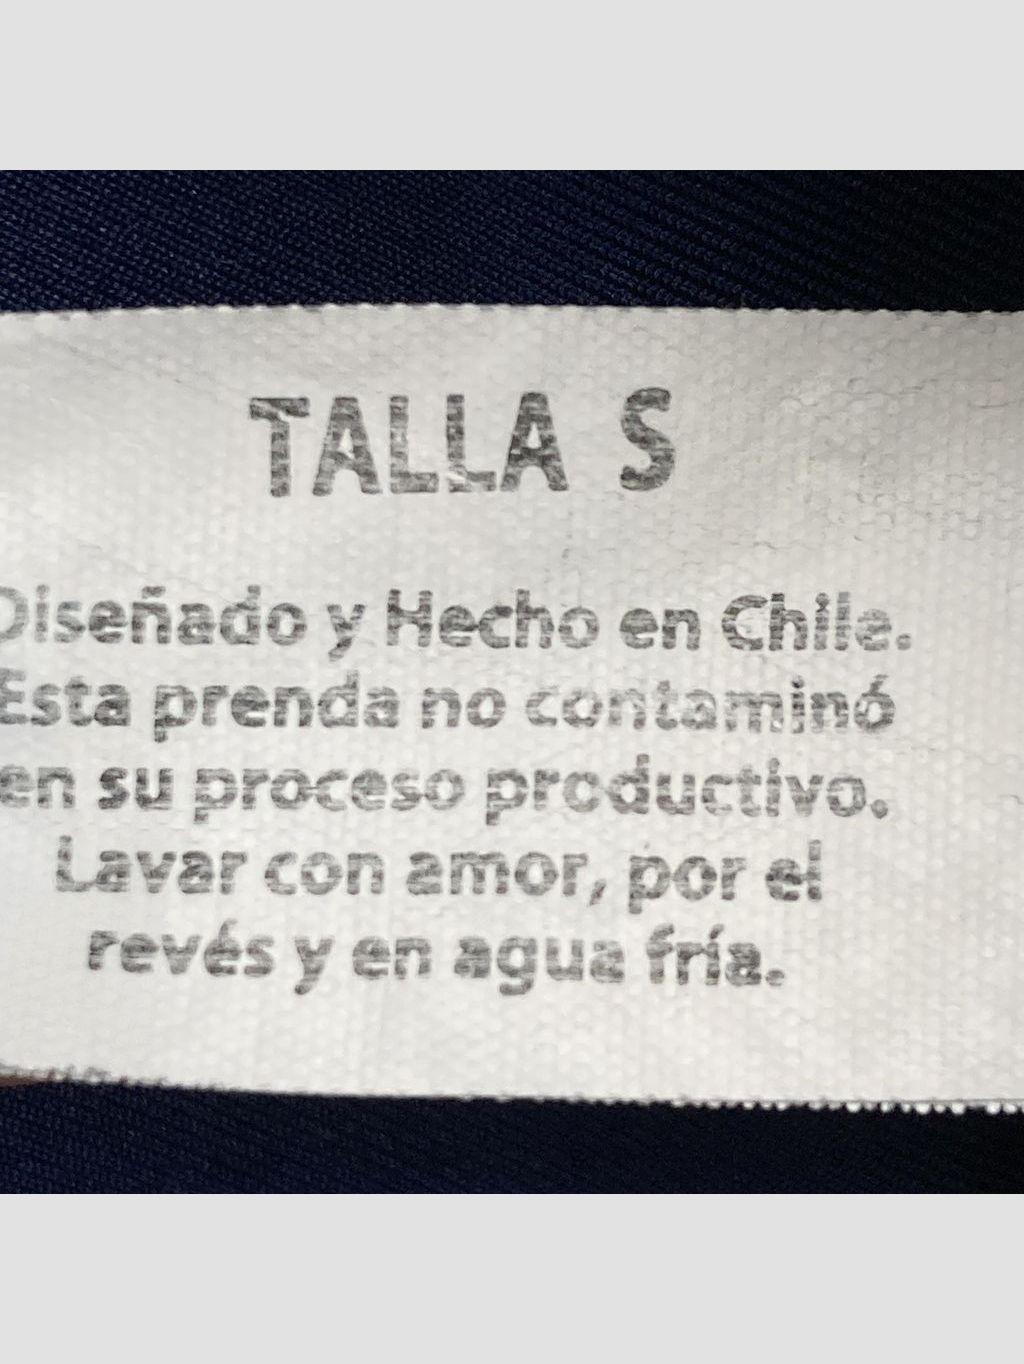 TALLA S
Diseñado y Hecho en Chile.
Esta prenda no contaminó
en su proceso productivo.
Lavar con amor, por el
revés y en agua fría.